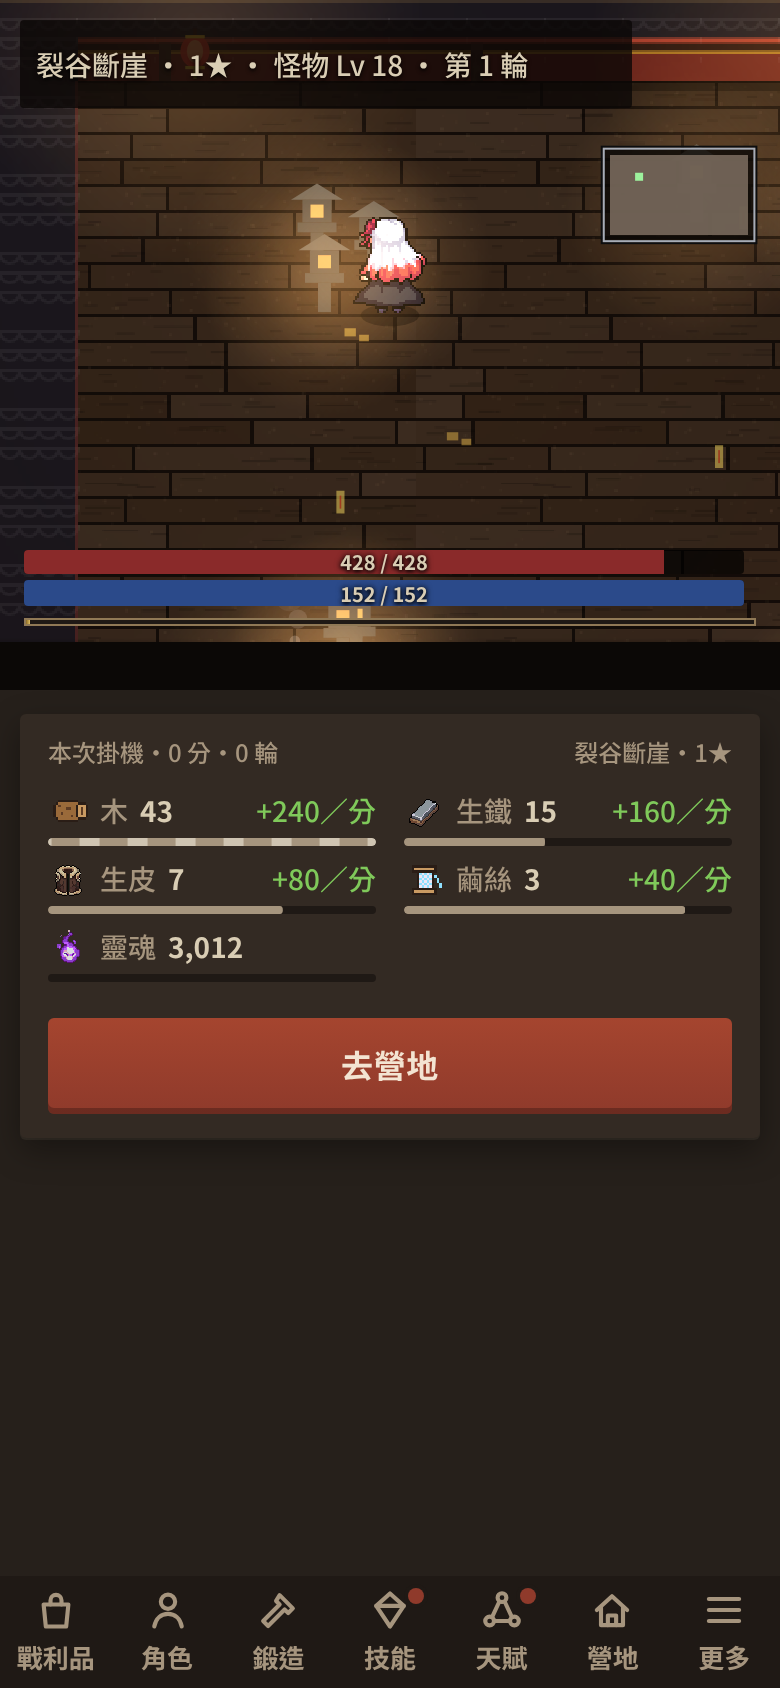 裂谷斷崖 · 1★ · 怪物 Lv 18 · 第 1 輪
428 / 428
152 / 152
本次掛機·0 分·0 輪
裂谷斷崖·1★
木 43 +240／分
生鐵 15 +160／分
生皮 7 +80／分
繭絲 3 +40／分
靈魂 3,012
去營地
戰利品 角色 鍛造 技能 天賦 營地 更多